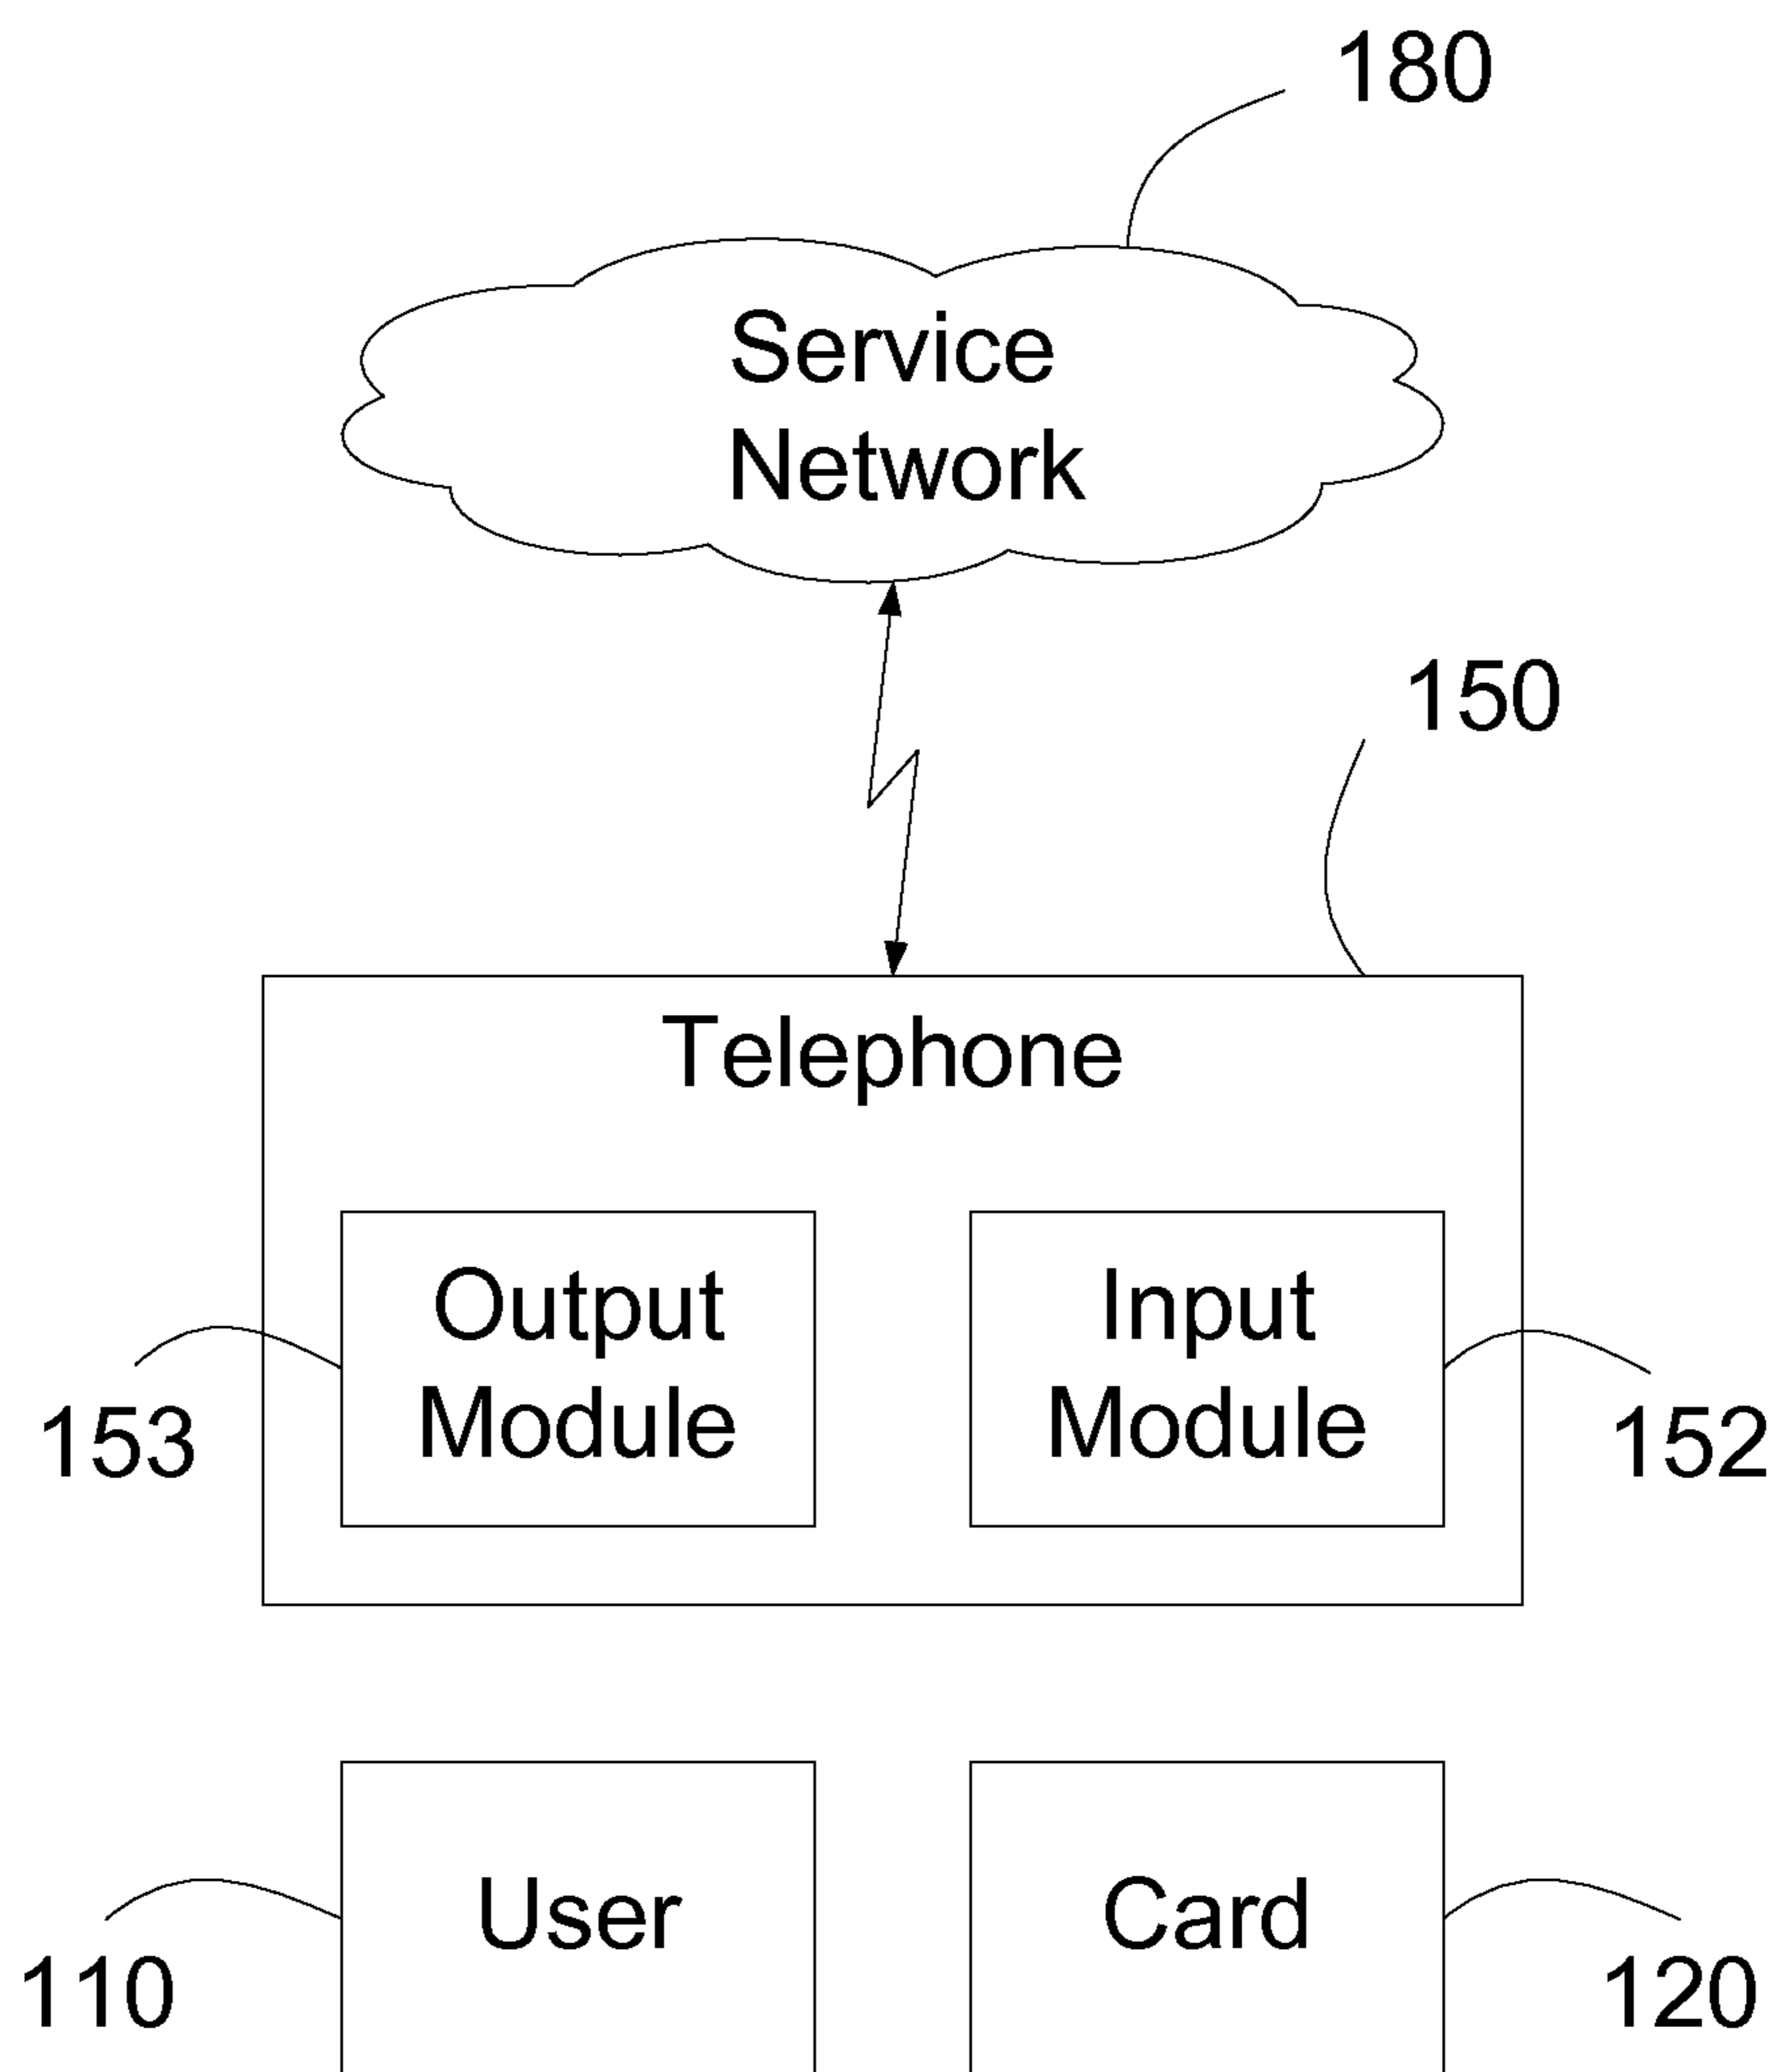 180
Service
Network
150
Telephone
Output
Module
Input
Module
153
152
User
Card
110
120